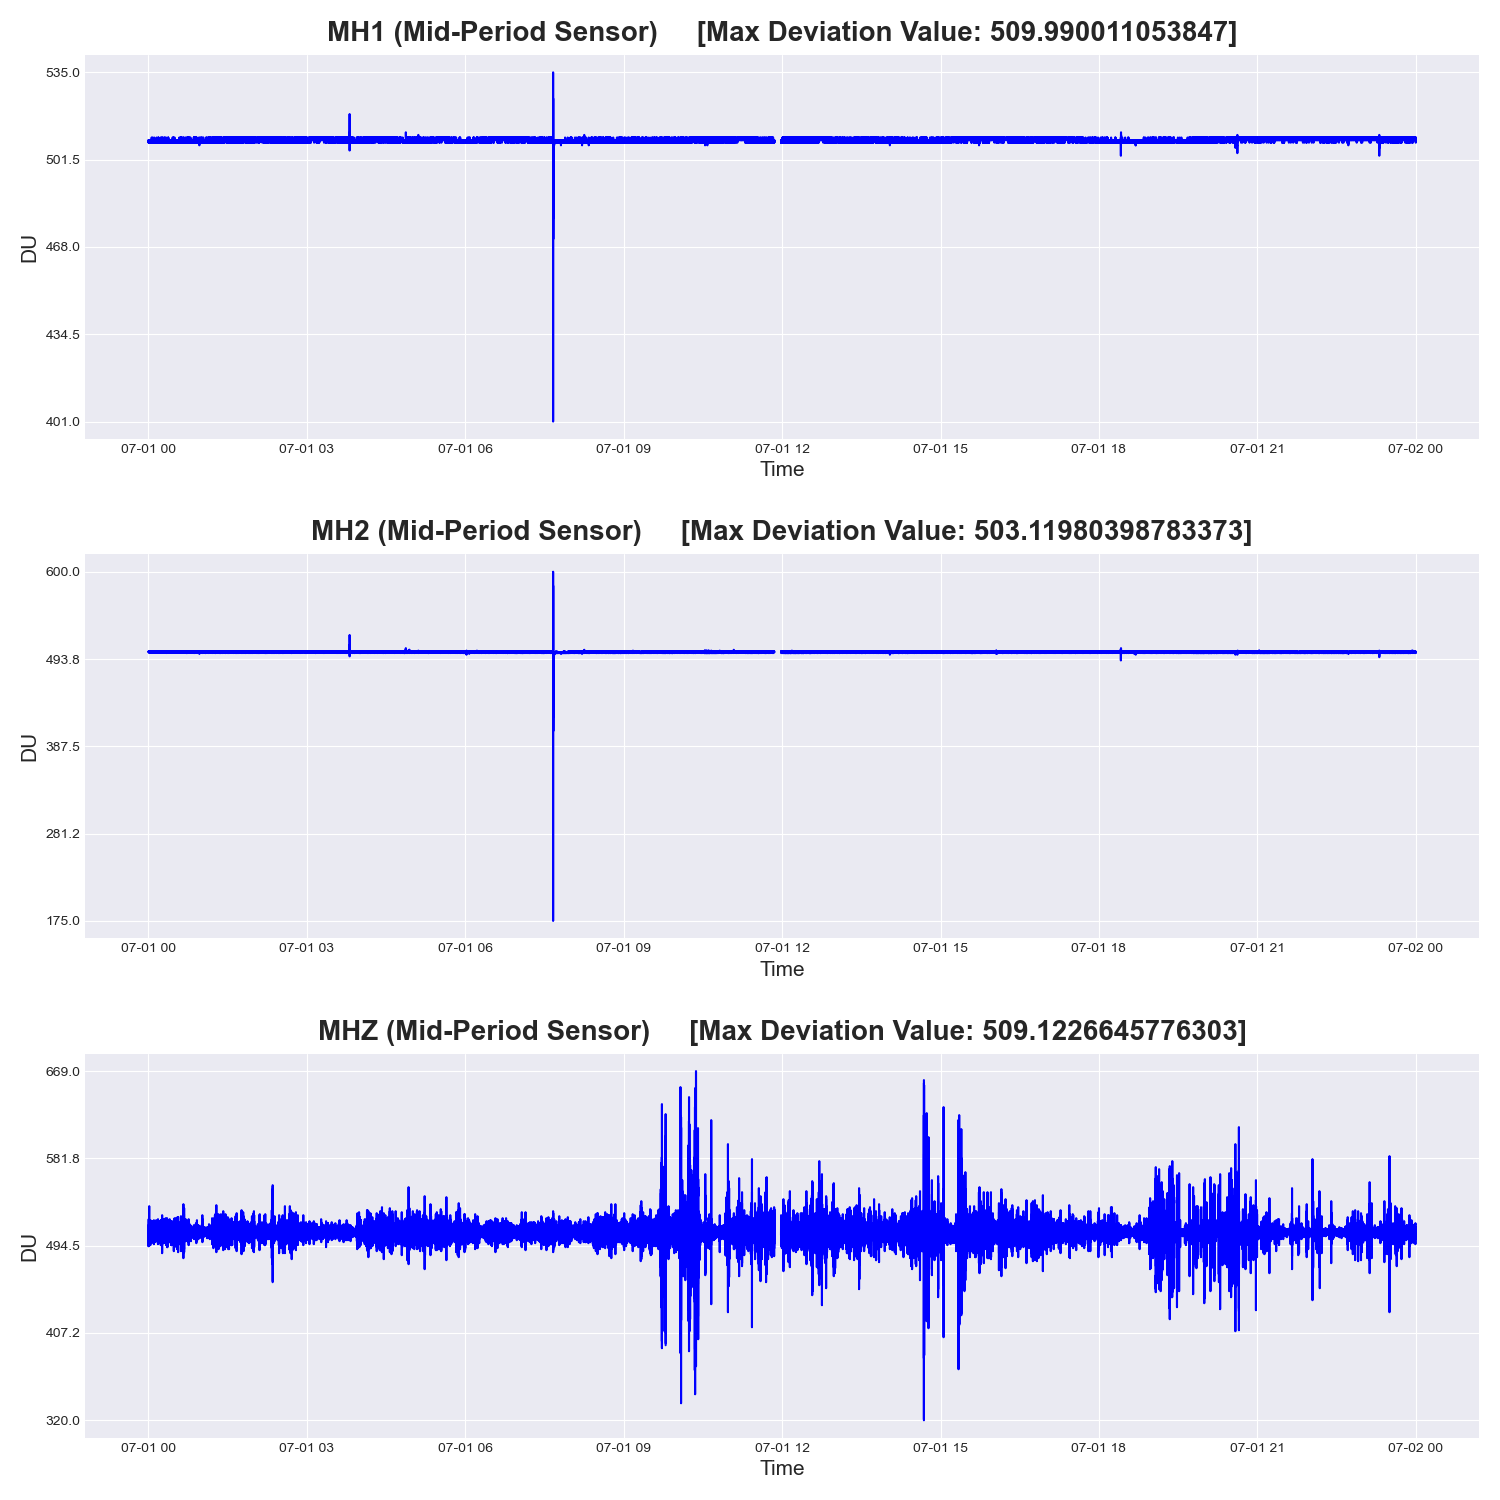 MH1 (Mid-Period Sensor) [Max Deviation Value: 509.990011053847]
535.0
501.5
468.0
434.5
401.0
DU
07-01 00 07-01 03 07-01 06 07-01 09 07-01 12 07-01 15 07-01 18 07-01 21 07-02 00
Time
MH2 (Mid-Period Sensor) [Max Deviation Value: 503.11980398783373]
600.0
493.8
387.5
281.2
175.0
DU
07-01 00 07-01 03 07-01 06 07-01 09 07-01 12 07-01 15 07-01 18 07-01 21 07-02 00
Time
MHZ (Mid-Period Sensor) [Max Deviation Value: 509.1226645776303]
669.0
581.8
494.5
407.2
320.0
DU
07-01 00 07-01 03 07-01 06 07-01 09 07-01 12 07-01 15 07-01 18 07-01 21 07-02 00
Time